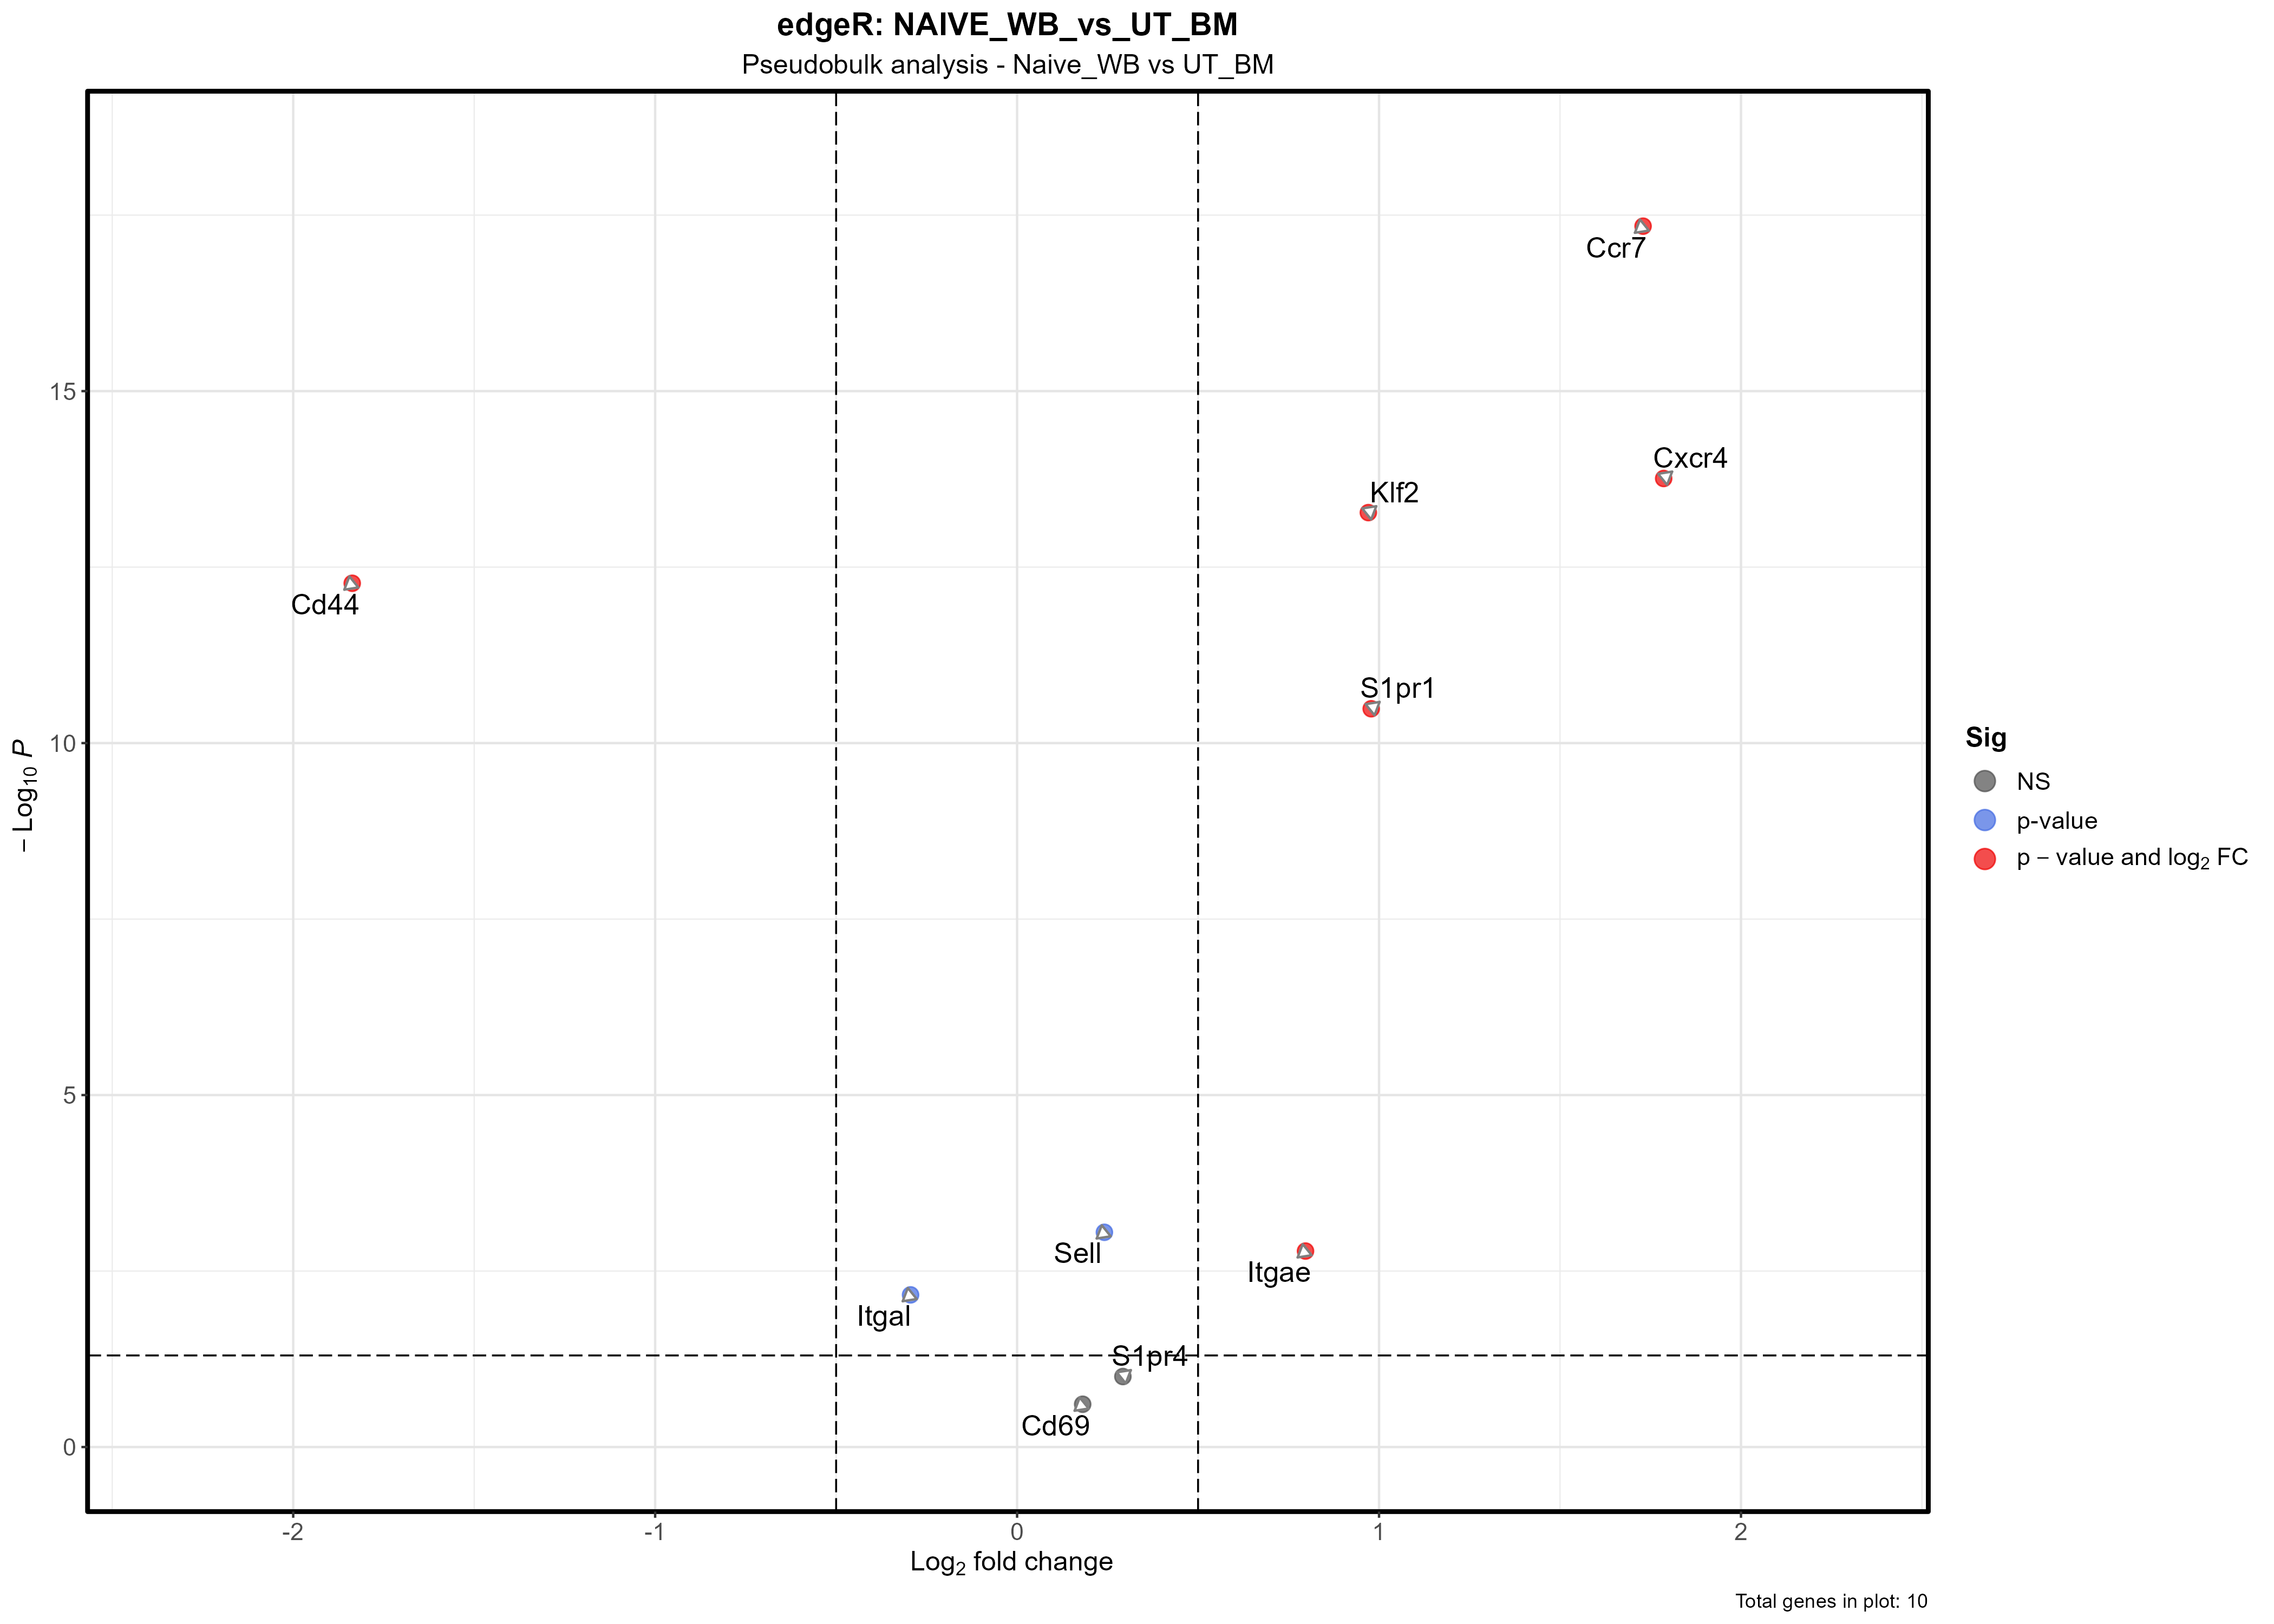 edgeR: NAIVE_WB_vs_UT_BM
Pseudobulk analysis - Naive_WB vs UT_BM
− Log10 P
15
10
5
0
Ccr7
Cxcr4
Klf2
Cd44
S1pr1
Sell
Itgae
Itgal
S1pr4
Cd69
-2
-1
0
1
2
Log2 fold change
Sig
NS
p-value
p − value and log2 FC
Total genes in plot: 10